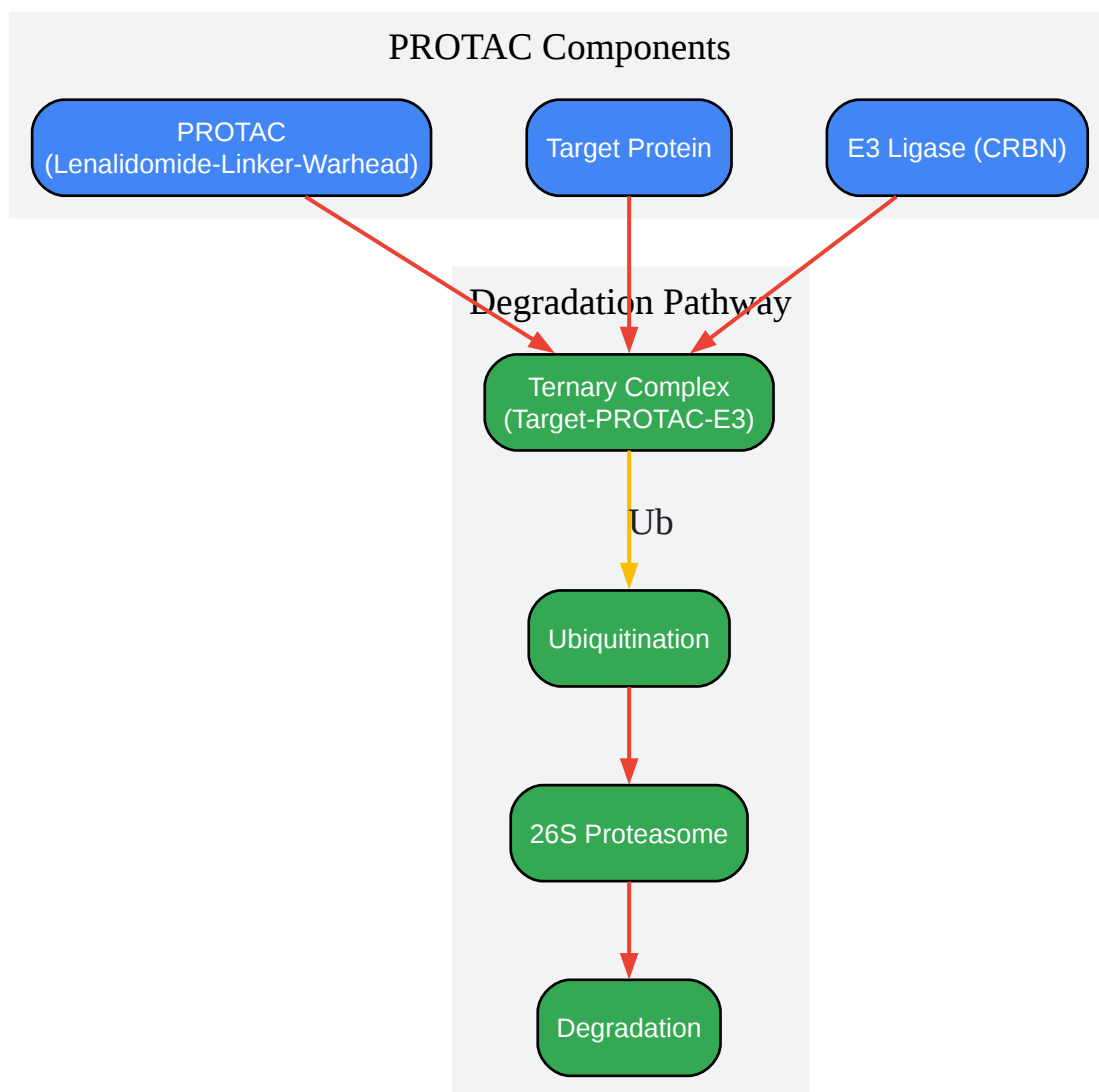 PROTAC Components
PROTAC
(Lenalidomide-Linker-Warhead)
Target Protein
E3 Ligase (CRBN)
Degradation Pathway
Ternary Complex
(Target-PROTAC-E3)
Ub
Ubiquitination
26S Proteasome
Degradation